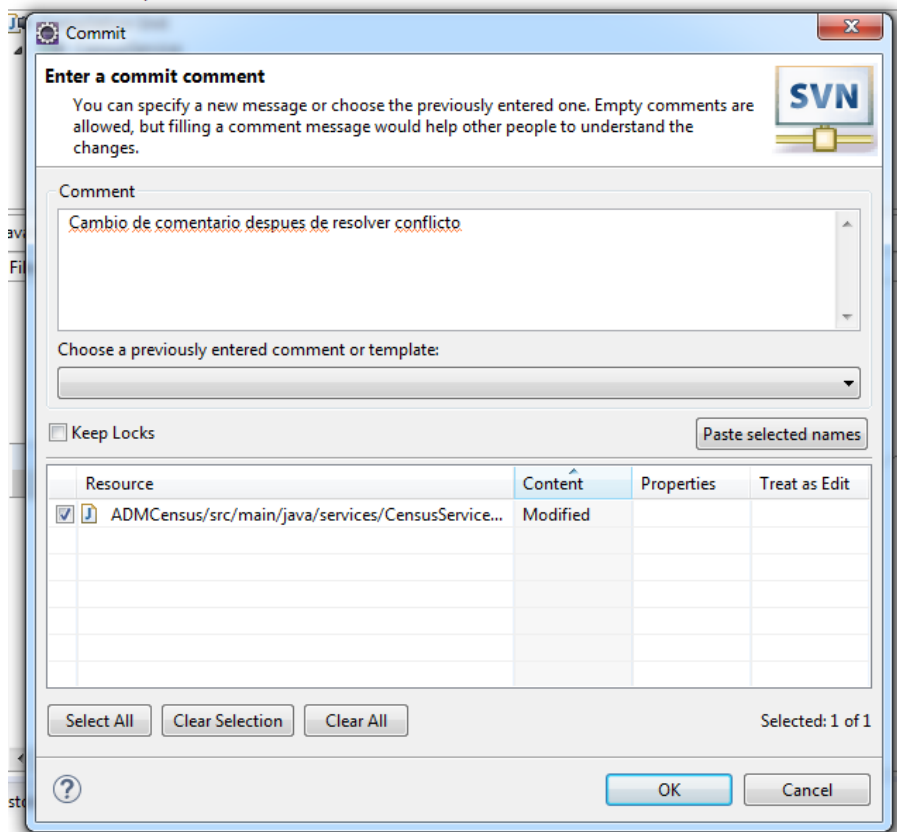 Commit
Enter a commit comment
You can specify a new message or choose the previously entered one. Empty comments are
allowed, but filling a comment message would help other people to understand the
changes.
SVN
Comment
Cambio de comentario despues de resolver conflicto
Choose a previously entered comment or template:
Keep Locks
Paste selected names
Resource Content Properties Treat as Edit
ADMCensus/src/main/java/services/CensusService... Modified
Select All Clear Selection Clear All Selected: 1 of 1
OK Cancel